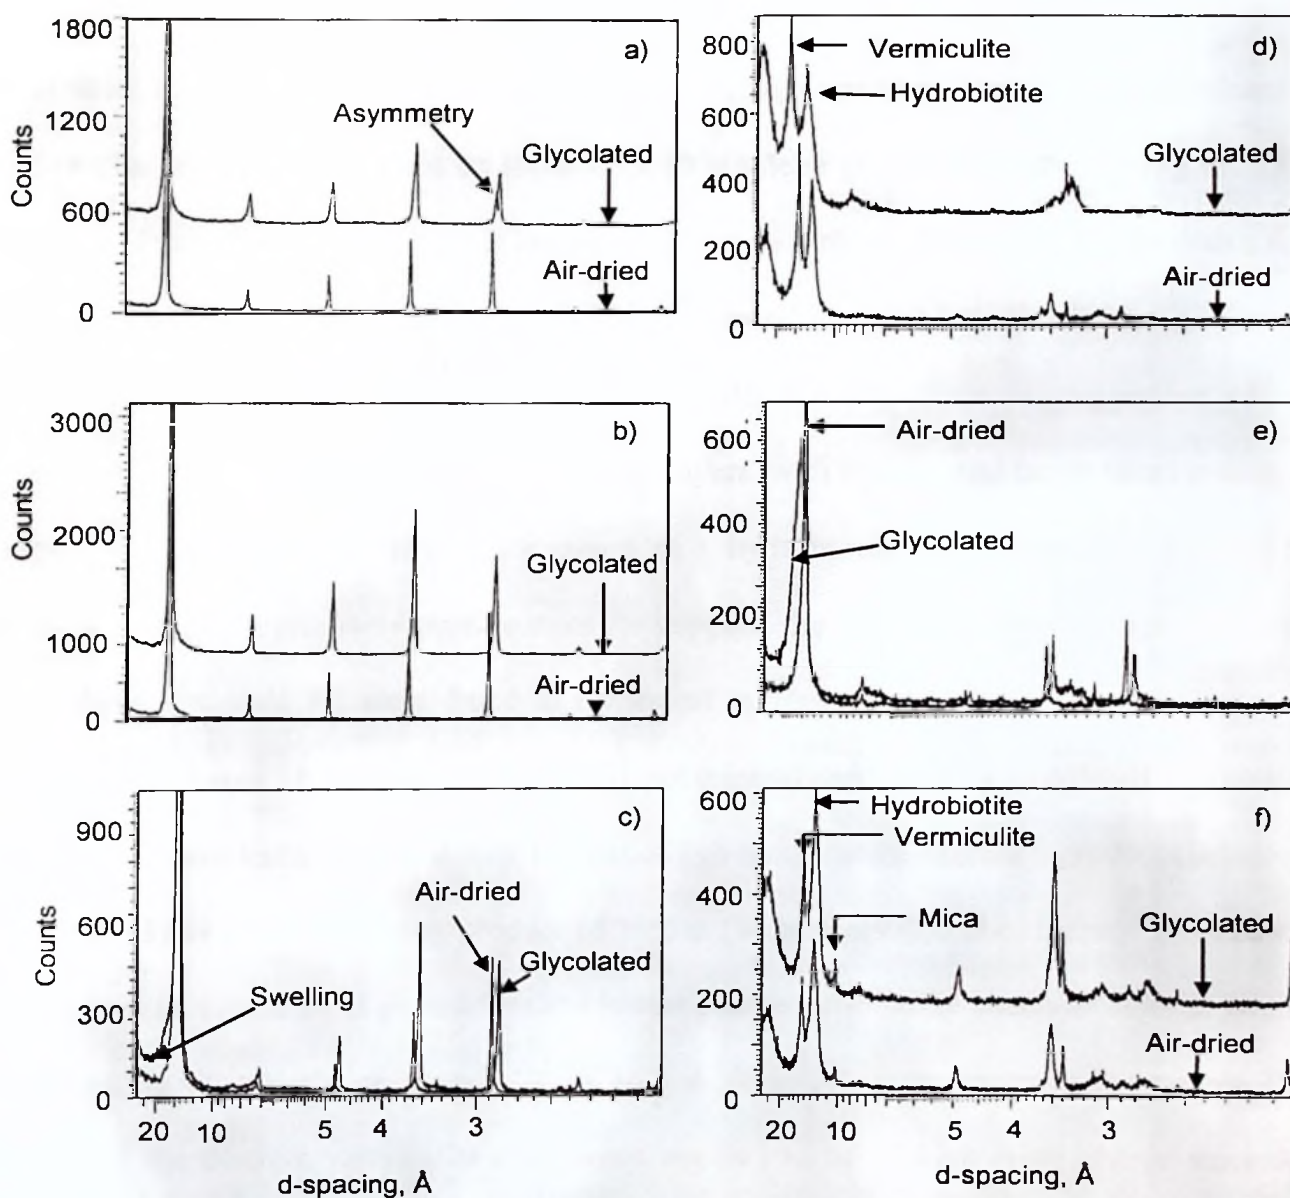 a)
1800
1200
600
0
Counts
Asymmetry
Glycolated
Air-dried
b)
3000
2000
1000
0
Counts
Glycolated
Air-dried
c)
900
600
300
0
Counts
Air-dried
Glycolated
Swelling
20 10 5 4 3
d-spacing, Å
d)
800
600
400
200
0
Vermiculite
Hydrobiotite
Glycolated
Air-dried
e)
600
400
200
0
Air-dried
Glycolated
f)
600
400
200
0
Hydrobiotite
Vermiculite
Mica
Glycolated
Air-dried
20 10 5 4 3
d-spacing, Å